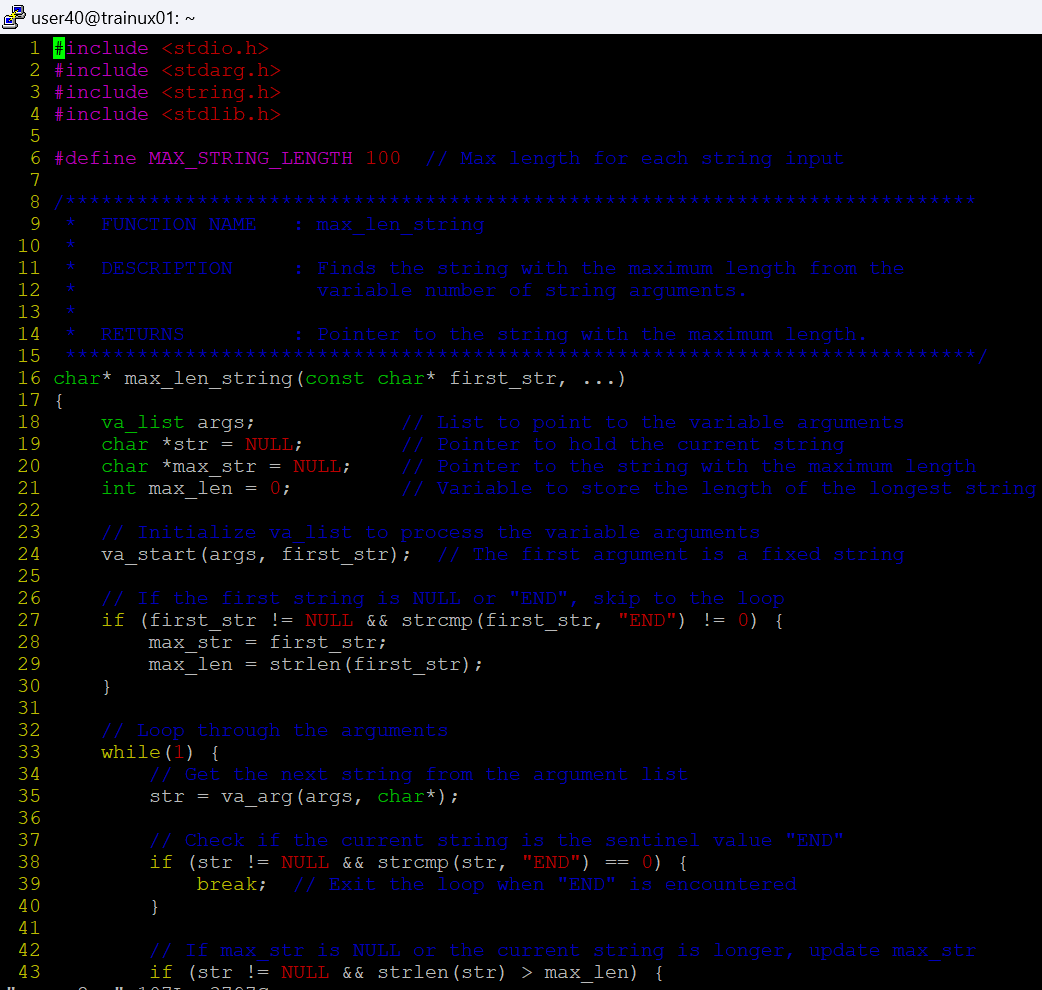 user40@trainux01: ~
1 #include <stdio.h>
2 #include <stdarg.h>
3 #include <string.h>
4 #include <stdlib.h>
5
6 #define MAX_STRING_LENGTH 100  // Max length for each string input
7
8 /****************************************************************************
9  *  FUNCTION NAME   : max_len_string
10  *
11  *  DESCRIPTION     : Finds the string with the maximum length from the
12  *                    variable number of string arguments.
13  *
14  *  RETURNS         : Pointer to the string with the maximum length.
15  ****************************************************************************/
16 char* max_len_string(const char* first_str, ...)
17 {
18     va_list args;            // List to point to the variable arguments
19     char *str = NULL;        // Pointer to hold the current string
20     char *max_str = NULL;    // Pointer to the string with the maximum length
21     int max_len = 0;         // Variable to store the length of the longest string
22
23     // Initialize va_list to process the variable arguments
24     va_start(args, first_str);  // The first argument is a fixed string
25
26     // If the first string is NULL or "END", skip to the loop
27     if (first_str != NULL && strcmp(first_str, "END") != 0) {
28         max_str = first_str;
29         max_len = strlen(first_str);
30     }
31
32     // Loop through the arguments
33     while(1) {
34         // Get the next string from the argument list
35         str = va_arg(args, char*);
36
37         // Check if the current string is the sentinel value "END"
38         if (str != NULL && strcmp(str, "END") == 0) {
39             break;  // Exit the loop when "END" is encountered
40         }
41
42         // If max_str is NULL or the current string is longer, update max_str
43         if (str != NULL && strlen(str) > max_len) {